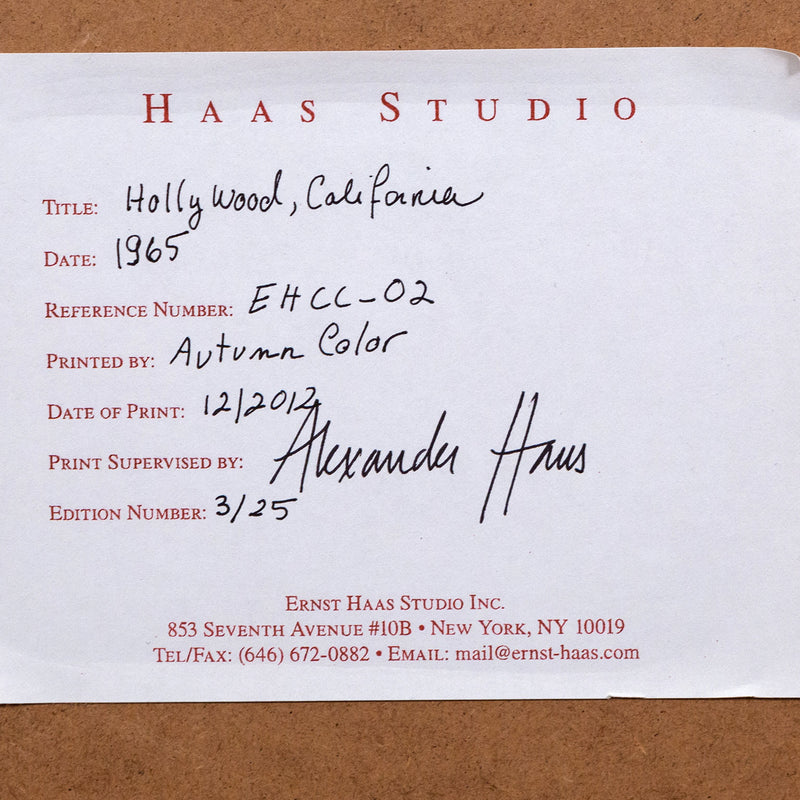 HAAS STUDIO
TITLE: Hollywood, California
DATE: 1965
REFERENCE NUMBER: EHCC-02
PRINTED BY: Autumn Color
DATE OF PRINT: 12/2012
PRINT SUPERVISED BY: Alexander Haas
EDITION NUMBER: 3/25
ERNST HAAS STUDIO INC.
853 SEVENTH AVENUE #10B • NEW YORK, NY 10019
TEL/FAX: (646) 672-0882 • EMAIL: mail@ernst-haas.com